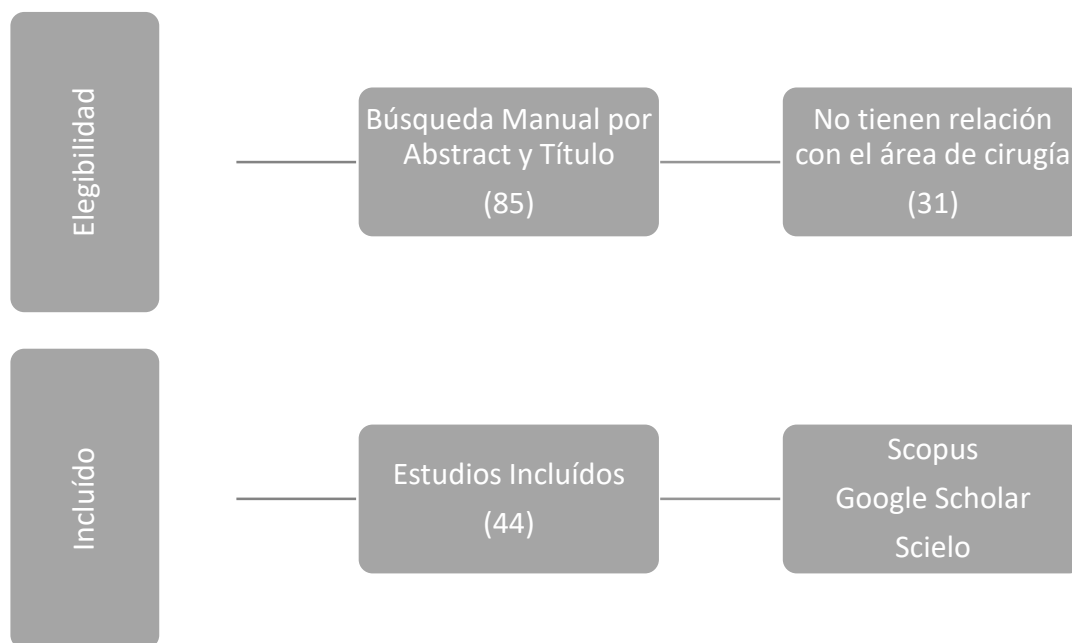 Elegibilidad
Búsqueda Manual por
Abstract y Título
(85)
No tienen relación
con el área de cirugía
(31)
Incluído
Estudios Incluídos
(44)
Scopus
Google Scholar
Scielo